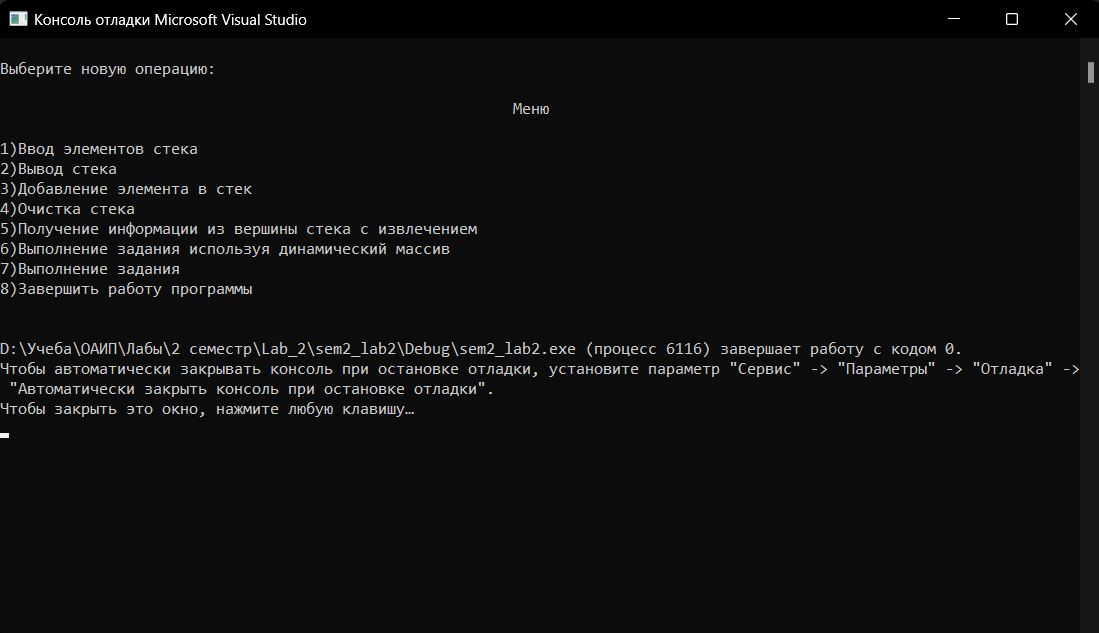 Консоль отладки Microsoft Visual Studio
Выберите новую операцию:
Меню
1)Ввод элементов стека
2)Вывод стека
3)Добавление элемента в стек
4)Очистка стека
5)Получение информации из вершины стека с извлечением
6)Выполнение задания используя динамический массив
7)Выполнение задания
8)Завершить работу программы
D:\Учеба\ОАИП\Лабы\2 семестр\Lab_2\sem2_lab2\Debug\sem2_lab2.exe (процесс 6116) завершает работу с кодом 0.
Чтобы автоматически закрывать консоль при остановке отладки, установите параметр "Сервис" -> "Параметры" -> "Отладка" ->
"Автоматически закрыть консоль при остановке отладки".
Чтобы закрыть это окно, нажмите любую клавишу…